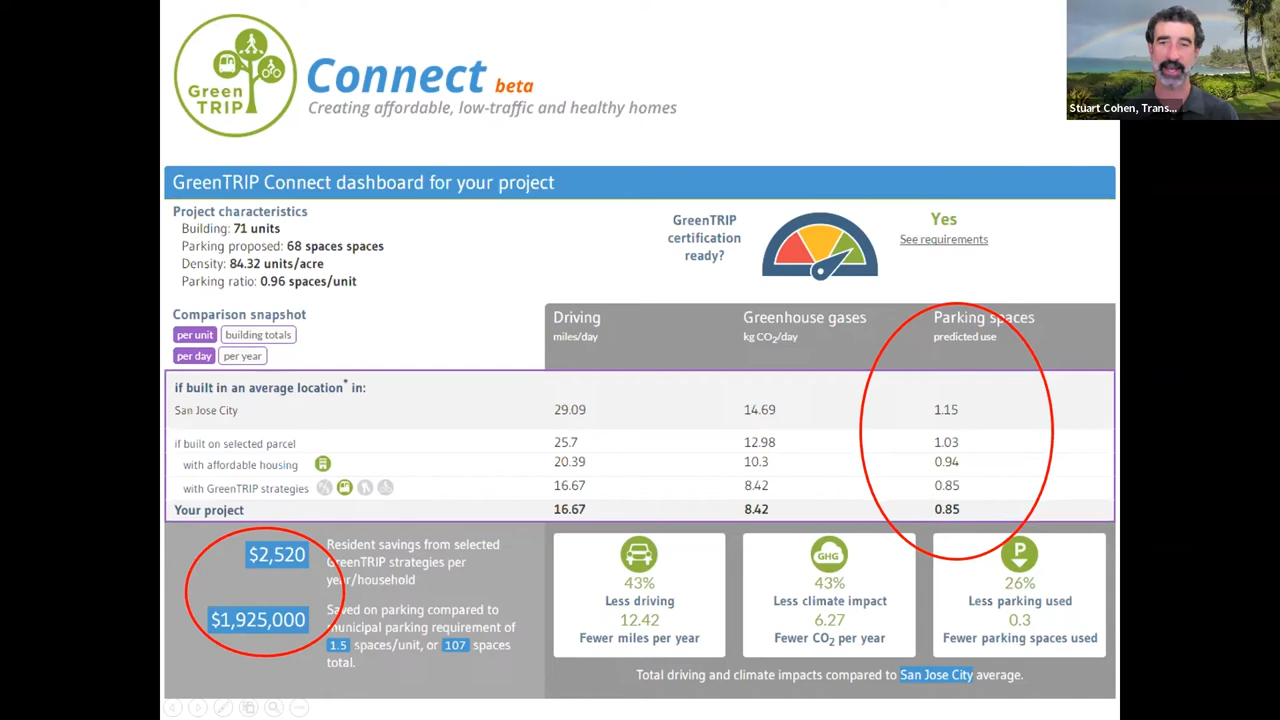 Green
TRIP
Connect beta
Creating affordable, low-traffic and healthy homes
Stuart Cohen, Trans...
GreenTRIP Connect dashboard for your project
Project characteristics
Building: 71 units
Parking proposed: 68 spaces spaces
Density: 84.32 units/acre
Parking ratio: 0.96 spaces/unit
GreenTRIP
certification
ready?
Yes
See requirements
Comparison snapshot
per unit building totals
per day per year
Driving Greenhouse gases Parking spaces
miles/day kg CO2/day predicted use
if built in an average location* in:
San Jose City 29.09 14.69 1.15
if built on selected parcel 25.7 12.98 1.03
with affordable housing 20.39 10.3 0.94
with GreenTRIP strategies 16.67 8.42 0.85
Your project 16.67 8.42 0.85
$2,520 Resident savings from selected
GreenTRIP strategies per
year/household
$1,925,000 Saved on parking compared to
municipal parking requirement of
1.5 spaces/unit, or 107 spaces
total.
43%
Less driving
12.42
Fewer miles per year
GHG
43%
Less climate impact
6.27
Fewer CO2 per year
P
26%
Less parking used
0.3
Fewer parking spaces used
Total driving and climate impacts compared to San Jose City average.